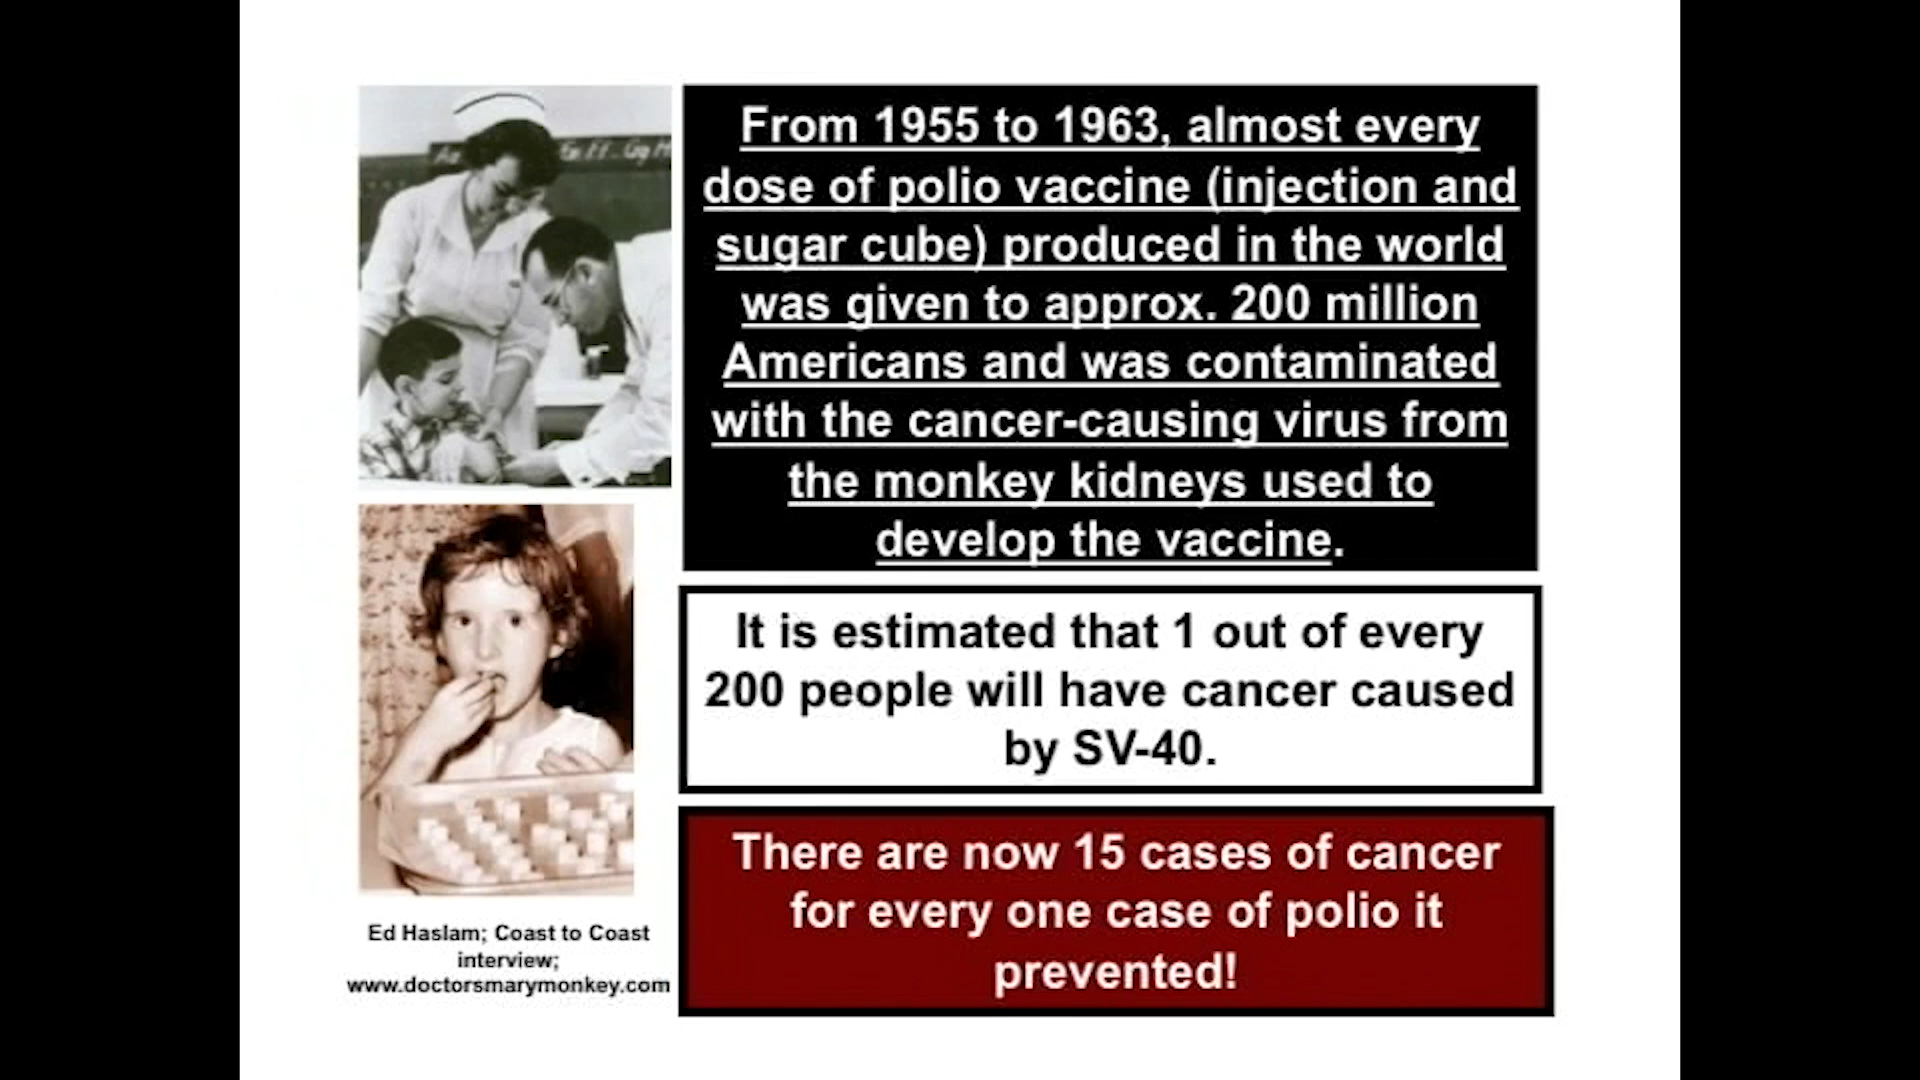 From 1955 to 1963, almost every
dose of polio vaccine (injection and
sugar cube) produced in the world
was given to approx. 200 million
Americans and was contaminated
with the cancer-causing virus from
the monkey kidneys used to
develop the vaccine.
It is estimated that 1 out of every
200 people will have cancer caused
by SV-40.
There are now 15 cases of cancer
for every one case of polio it
prevented!
Ed Haslam; Coast to Coast
interview;
www.doctorsmarymonkey.com